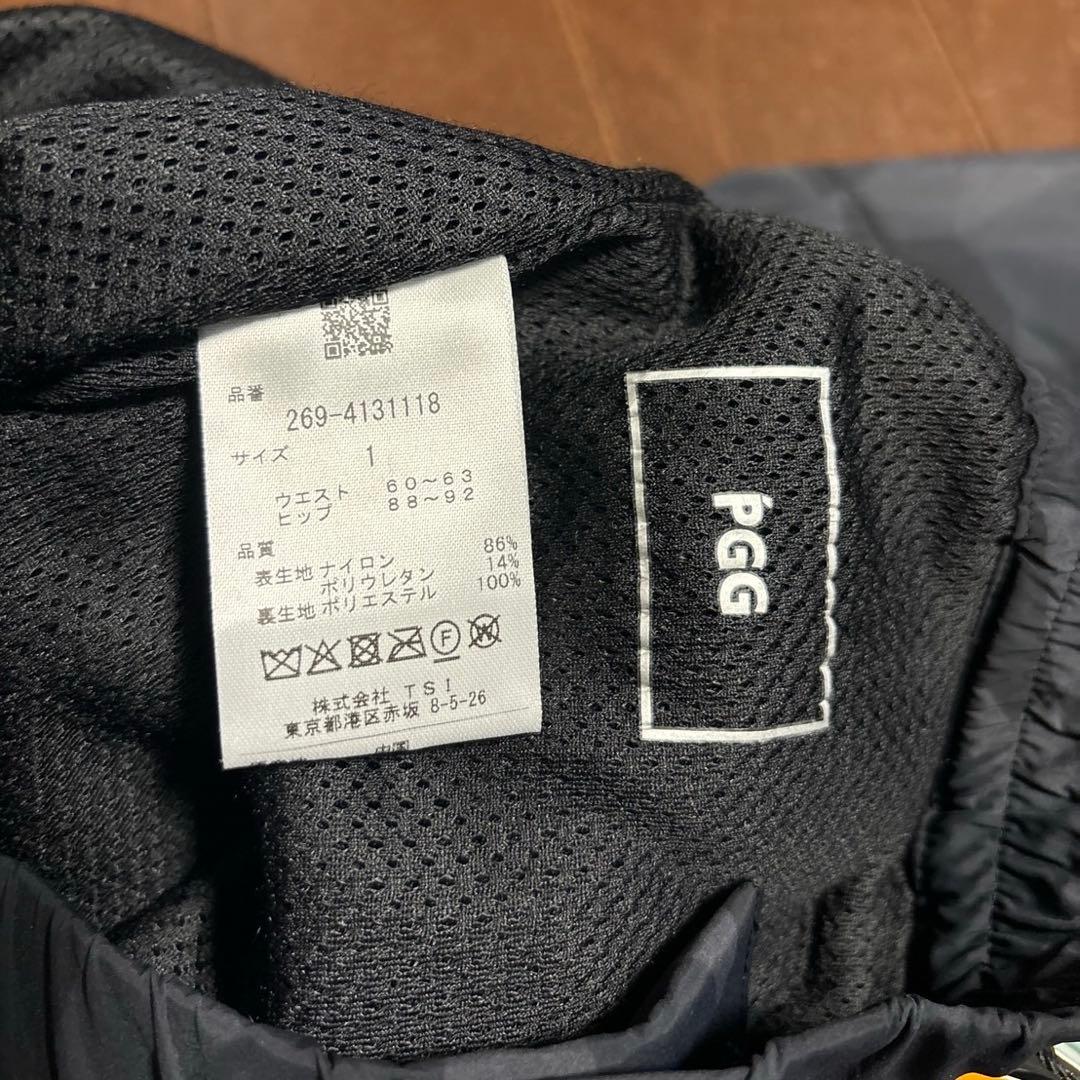 品番
269-4131118
サイズ 1
ウエスト 60～63
ヒップ 88～92
品質
表生地 ナイロン 86%
ポリウレタン 14%
裏生地 ポリエステル 100%
F W
株式会社 TSI
東京都港区赤坂 8-5-26
中国
PGG